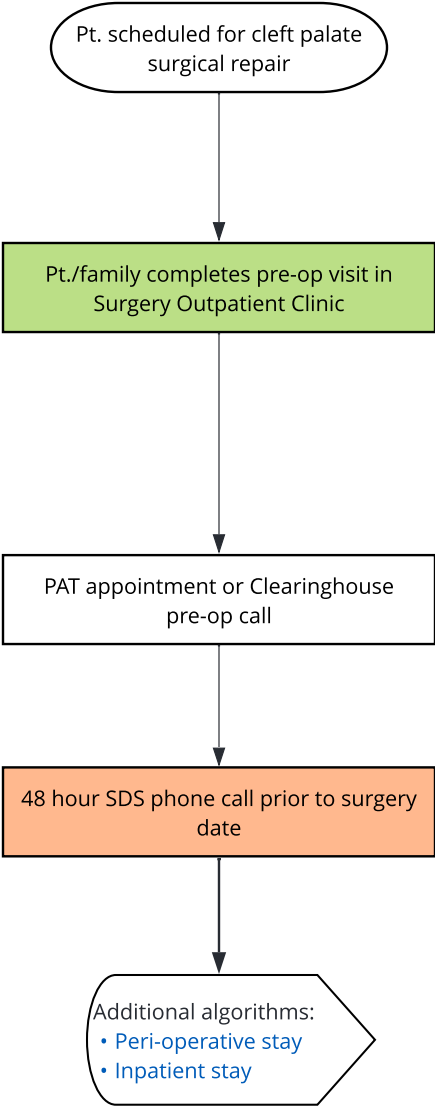 Pt. scheduled for cleft palate
surgical repair
Pt./family completes pre-op visit in
Surgery Outpatient Clinic
PAT appointment or Clearinghouse
pre-op call
48 hour SDS phone call prior to surgery
date
Additional algorithms:
• Peri-operative stay
• Inpatient stay